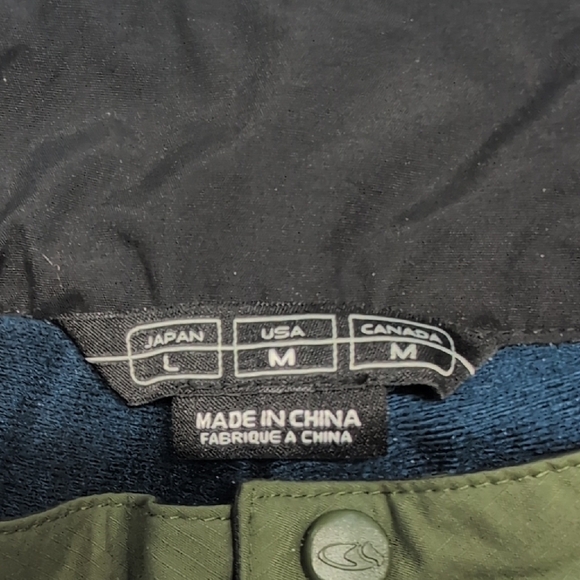 JAPAN USA CANADA
L M M
MADE IN CHINA
FABRIQUE A CHINA